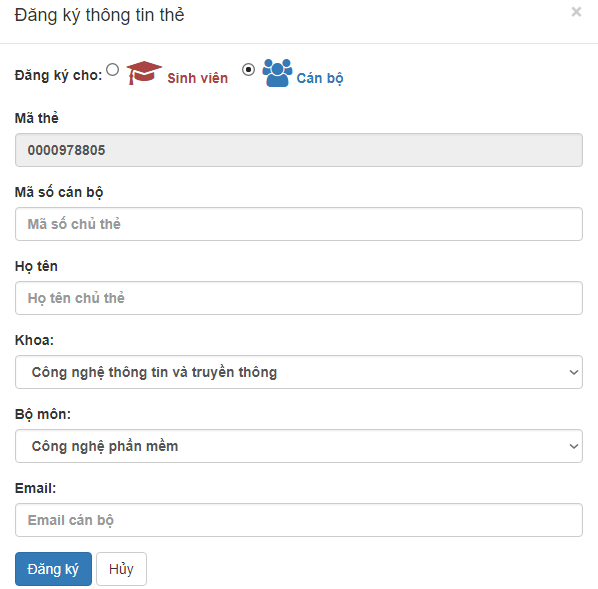 Đăng ký thông tin thẻ
Đăng ký cho: Sinh viên Cán bộ
Mã thẻ
0000978805
Mã số cán bộ
Mã số chủ thẻ
Họ tên
Họ tên chủ thẻ
Khoa:
Công nghệ thông tin và truyền thông
Bộ môn:
Công nghệ phần mềm
Email:
Email cán bộ
Đăng ký Hủy